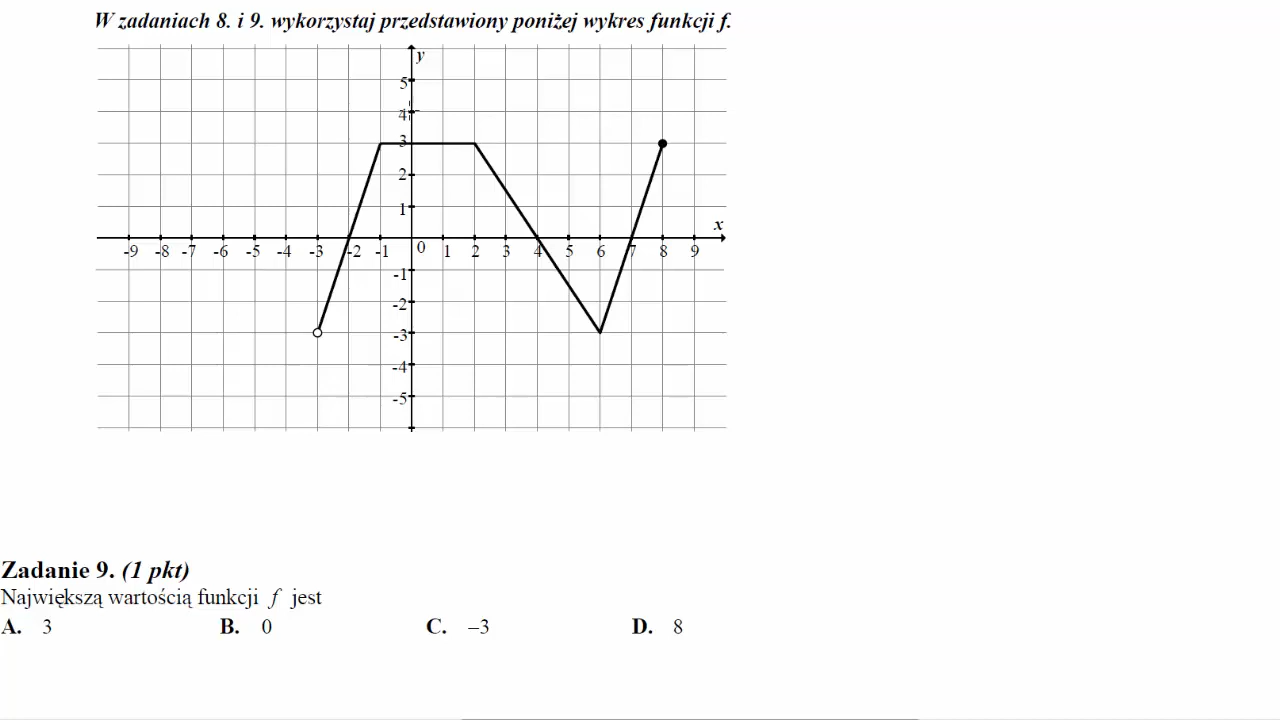 W zadaniach 8. i 9. wykorzystaj przedstawiony poniżej wykres funkcji f.
y
5
4
3
2
1
x
-9 -8 -7 -6 -5 -4 -3 -2 -1 0 1 2 3 4 5 6 7 8 9
-1
-2
-3
-4
-5
Zadanie 9. (1 pkt)
Największą wartością funkcji f jest
A. 3 B. 0 C. –3 D. 8